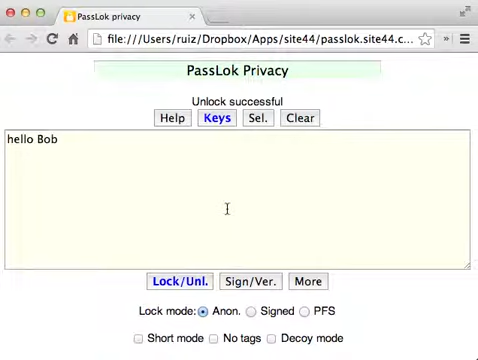 PassLok privacy
file:///Users/ruiz/Dropbox/Apps/site44/passlok.site44.c...
PassLok Privacy
Unlock successful
Help Keys Sel. Clear
hello Bob
Lock/Unl. Sign/Ver. More
Lock mode: Anon. Signed PFS
Short mode No tags Decoy mode